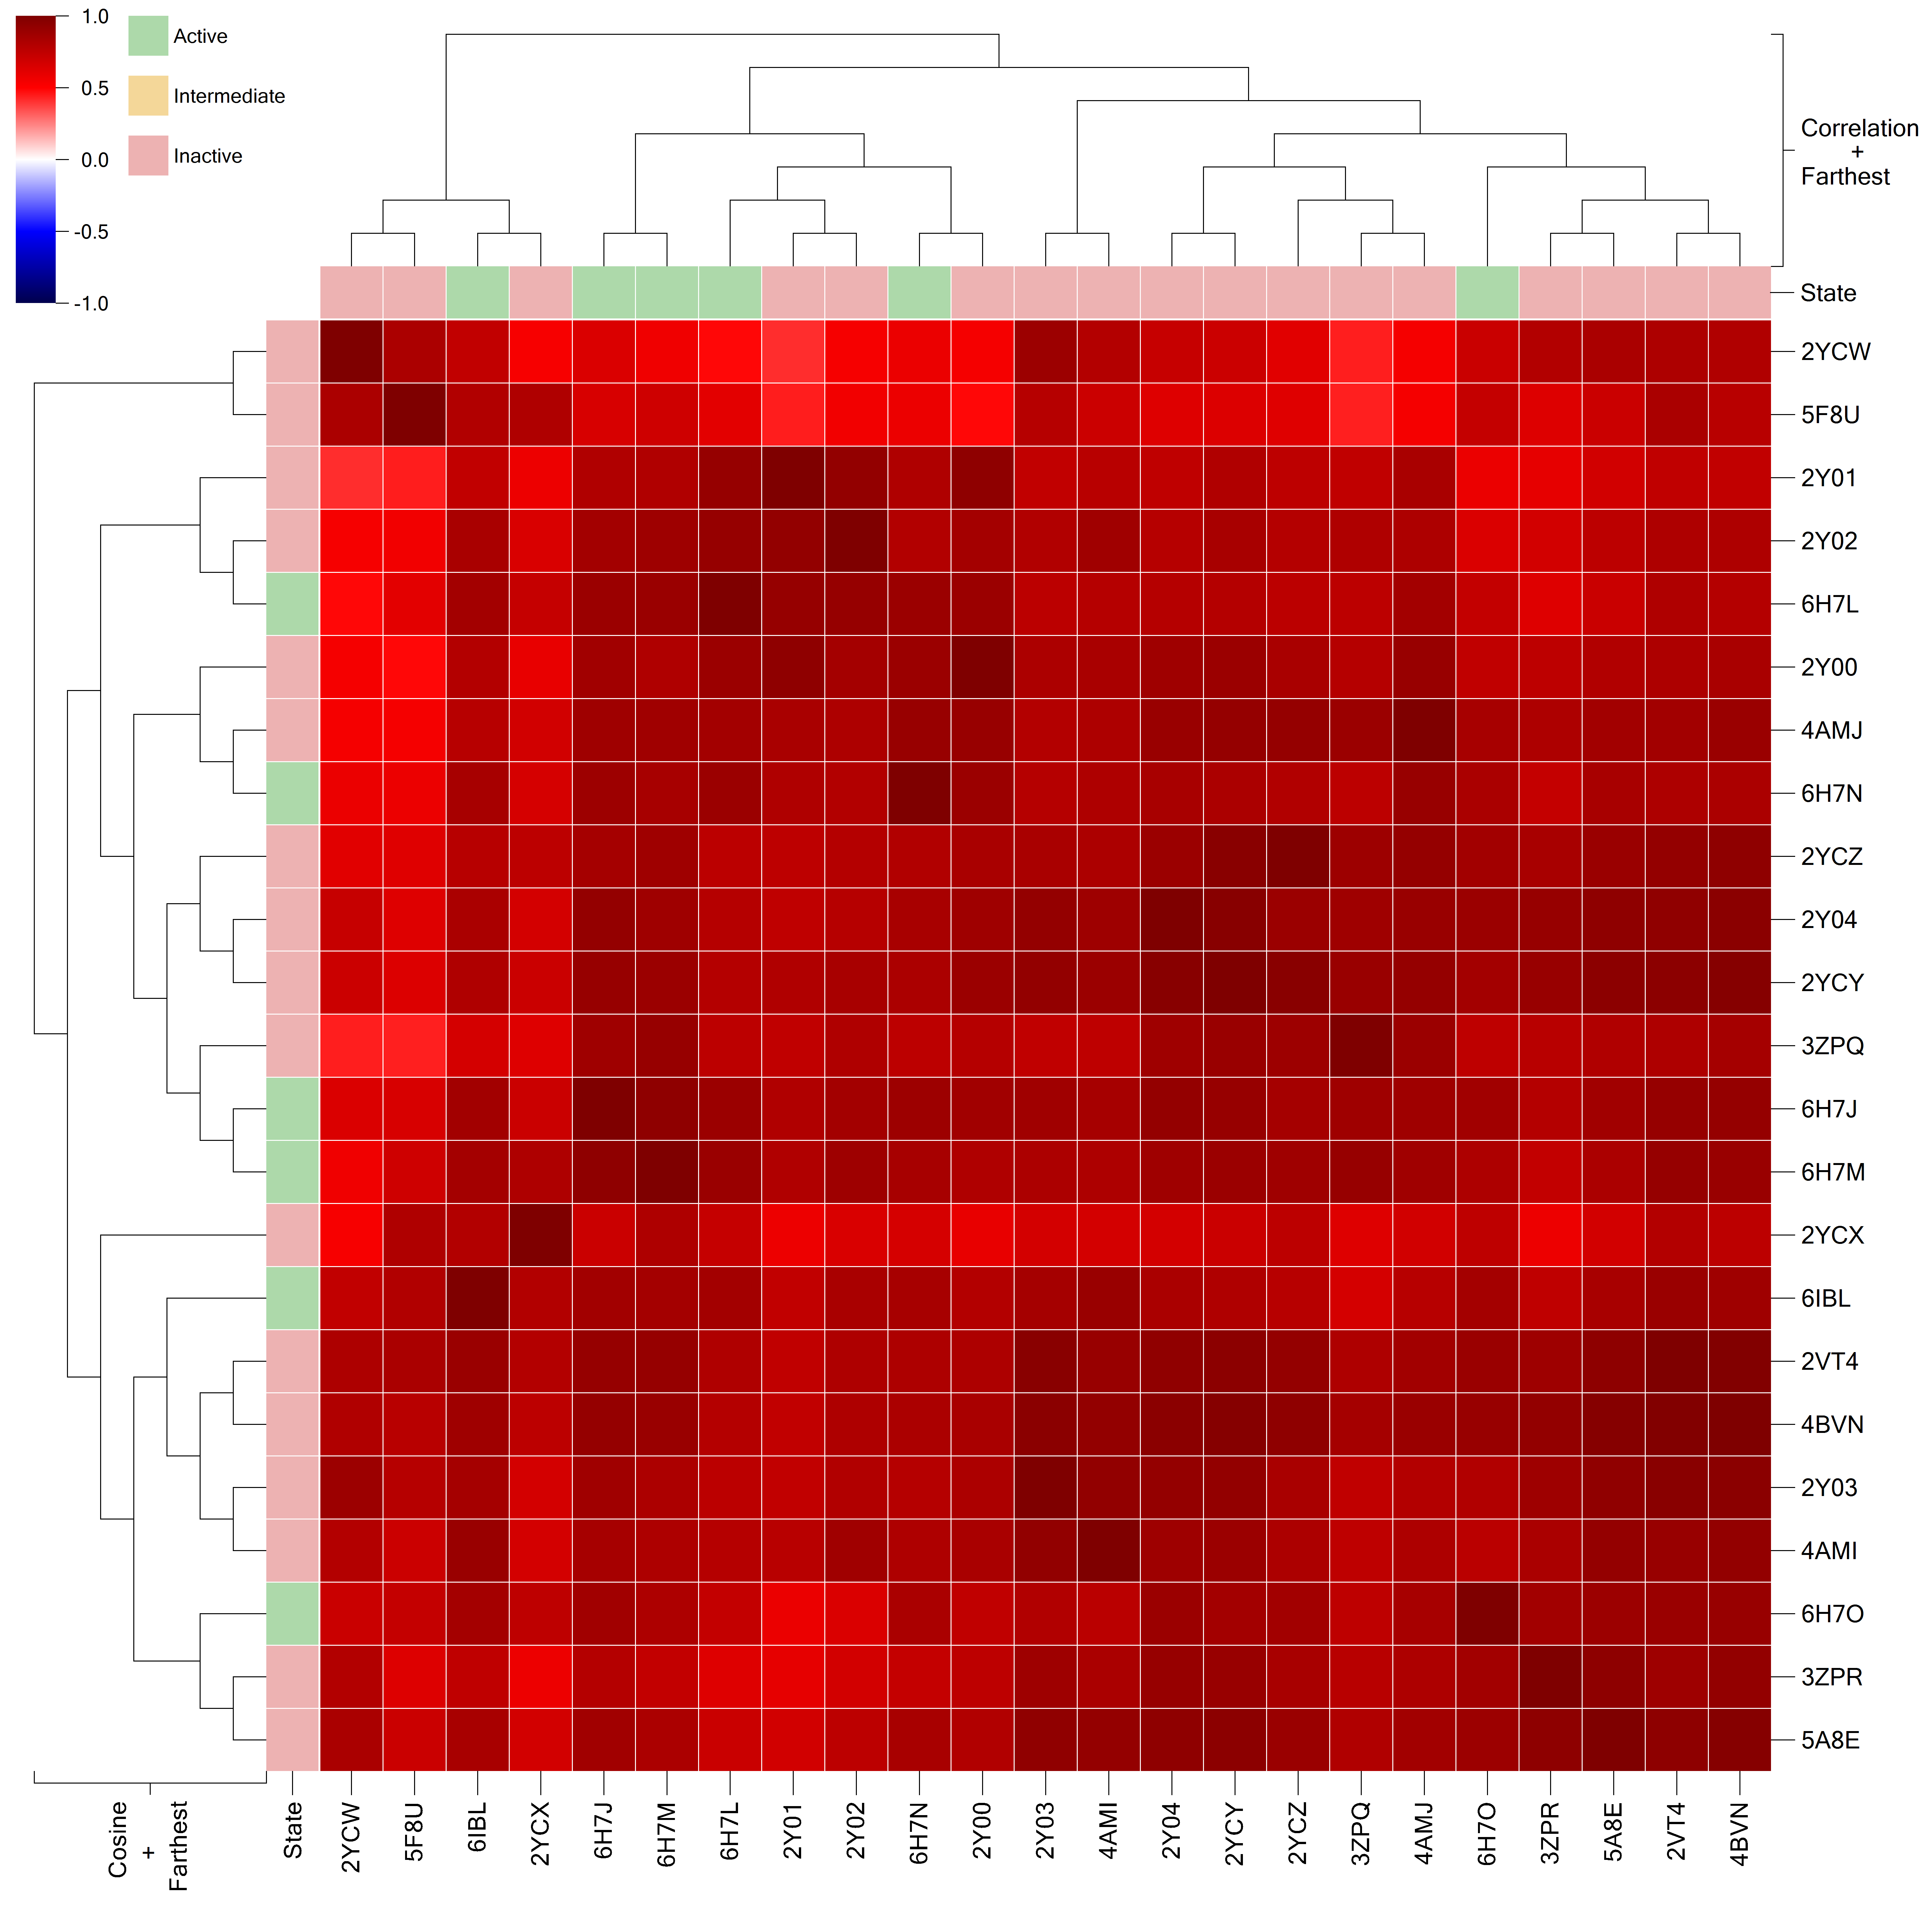 1.0
0.5
0.0
-0.5
-1.0
Active
Intermediate
Inactive
Correlation
+
Farthest
State
2YCW
5F8U
2Y01
2Y02
6H7L
2Y00
4AMJ
6H7N
2YCZ
2Y04
2YCY
3ZPQ
6H7J
6H7M
2YCX
6IBL
2VT4
4BVN
2Y03
4AMI
6H7O
3ZPR
5A8E
Cosine
+
Farthest
State
2YCW
5F8U
6IBL
2YCX
6H7J
6H7M
6H7L
2Y01
2Y02
6H7N
2Y00
2Y03
4AMI
2Y04
2YCY
2YCZ
3ZPQ
4AMJ
6H7O
3ZPR
5A8E
2VT4
4BVN